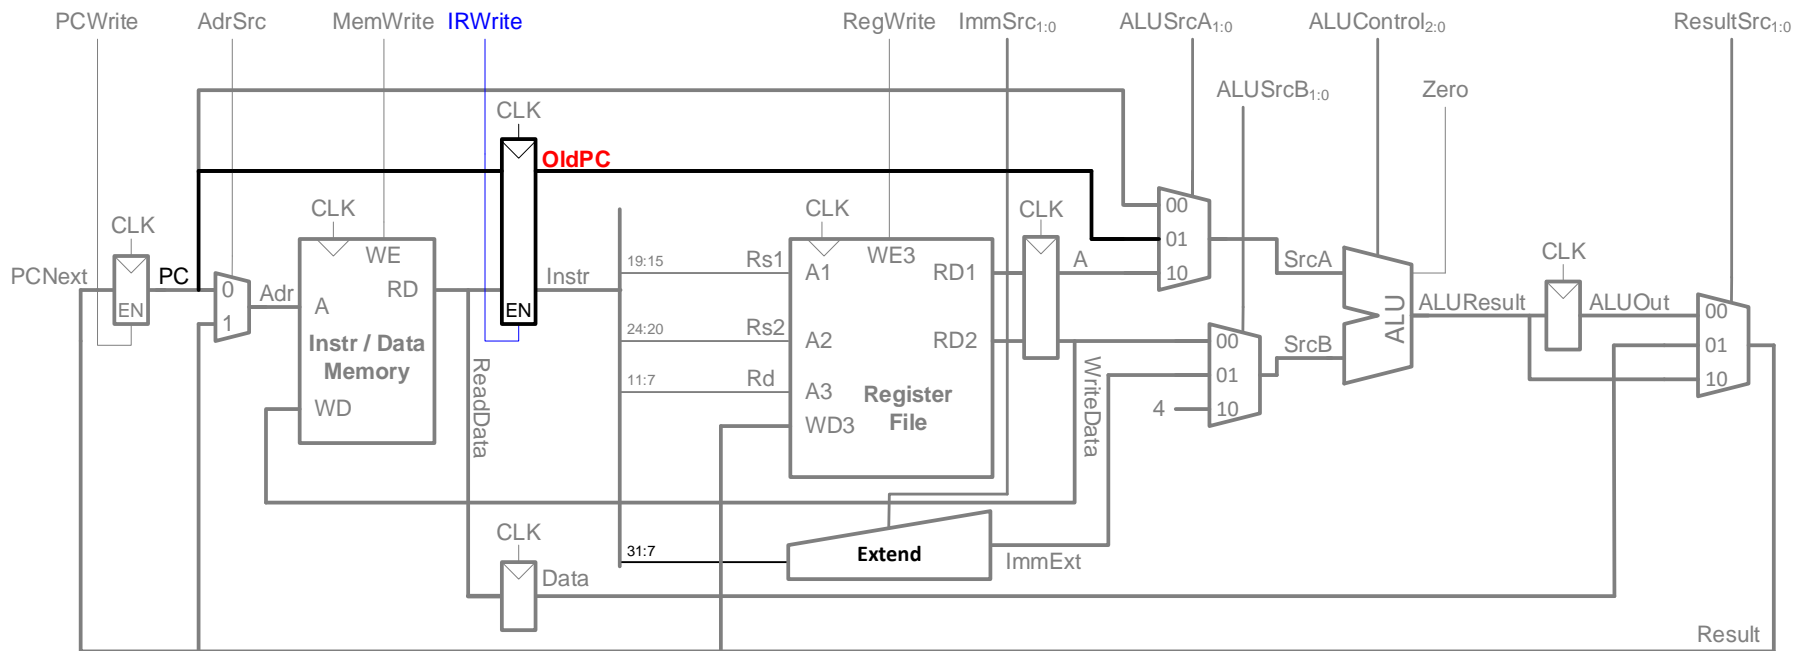 PCWrite AdrSrc MemWrite IRWrite RegWrite ImmSrc1:0 ALUSrcA1:0 ALUControl2:0 ResultSrc1:0
ALUSrcB1:0 Zero
CLK
OldPC
CLK CLK CLK CLK 00
CLK WE WE3 01 SrcA CLK
PCNext PC 0 Adr A RD Instr 19:15 Rs1 A1 RD1 A 10
EN 1 EN ALU ALUResult ALUOut 00
Instr / Data Memory 24:20 Rs2 A2 RD2 00 SrcB 01
ReadData 11:7 Rd A3 Register File WriteData 01 10
WD WD3 4 10
CLK
31:7 Extend ImmExt
Data
Result